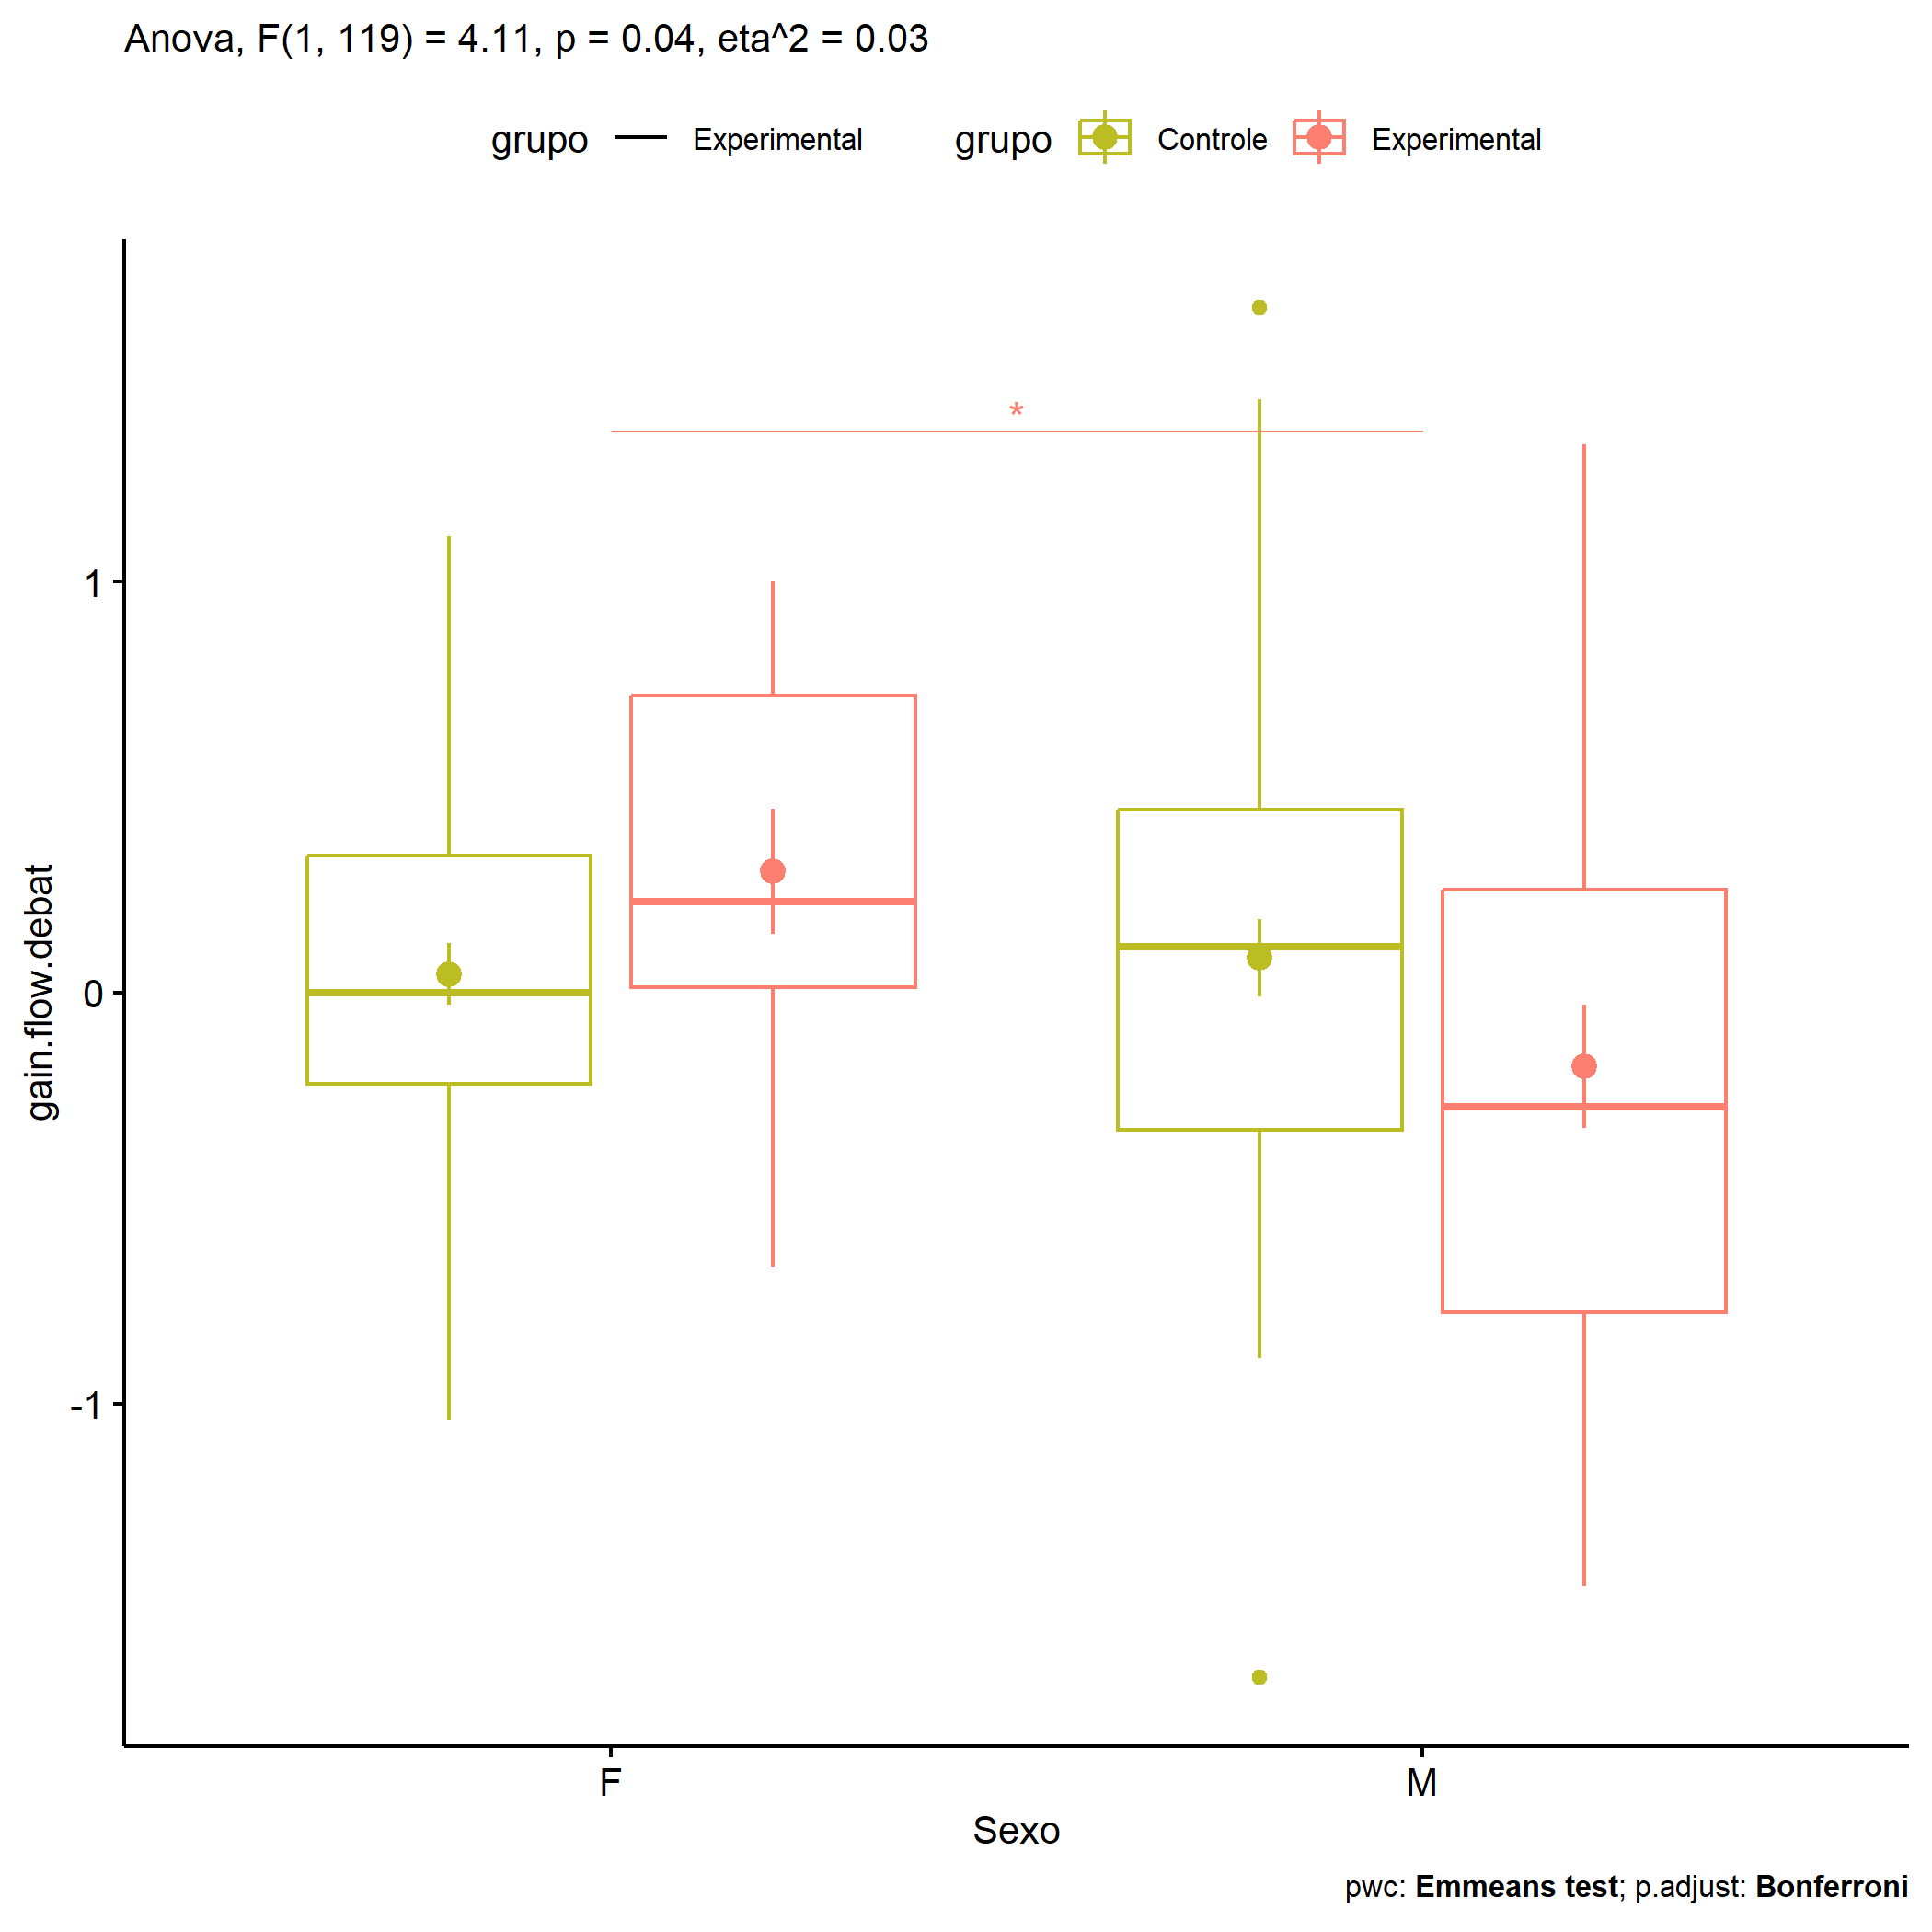 Anova, F(1, 119) = 4.11, p = 0.04, eta^2 = 0.03
grupo Experimental grupo Controle Experimental
*
1
0
-1
gain.flow.debat
F M
Sexo
pwc: Emmeans test; p.adjust: Bonferroni